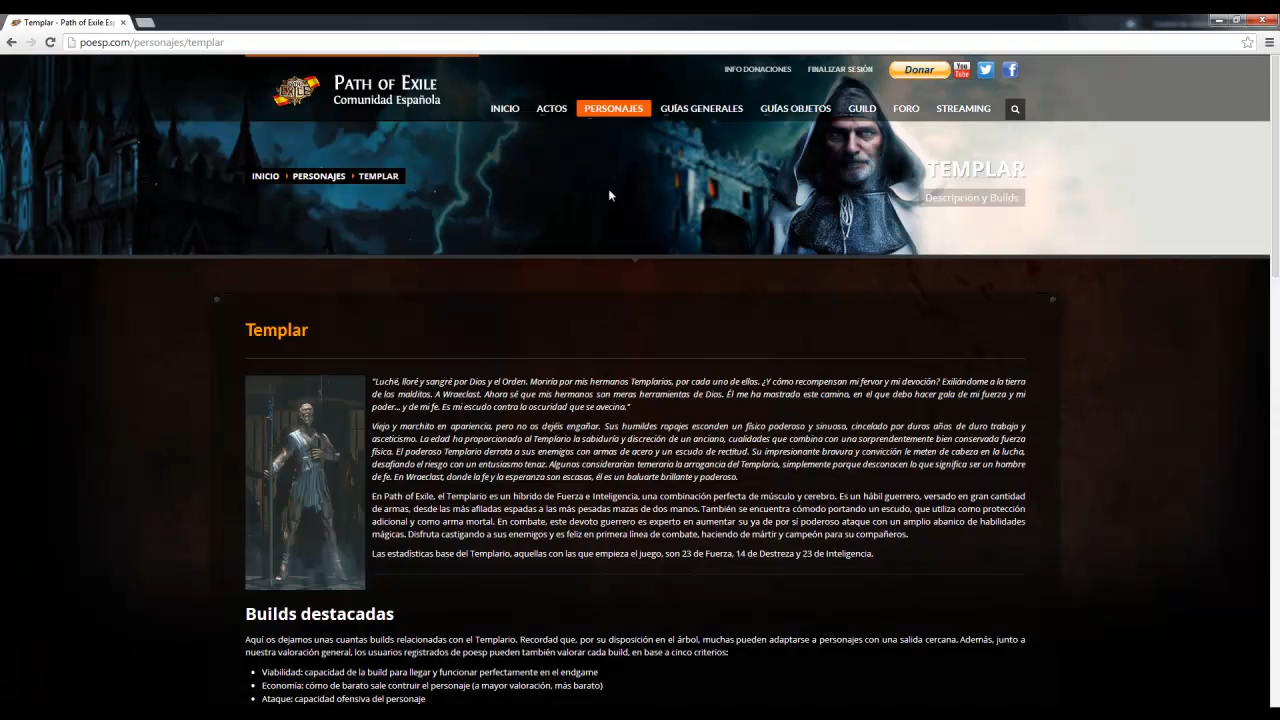 Templar - Path of Exile Es
poesp.com/personajes/templar
PATH OF EXILE
Comunidad Española
INFO DONACIONES FINALIZAR SESIÓN Donar You Tube
INICIO ACTOS PERSONAJES GUÍAS GENERALES GUÍAS OBJETOS GUILD FORO STREAMING
INICIO PERSONAJES TEMPLAR
TEMPLAR
Descripción y Builds
Templar
"Luché, lloré y sangré por Dios y el Orden. Moriría por mis hermanos Templarios, por cada uno de ellos. ¿Y cómo recompensan mi fervor y mi devoción? Exiliándome a la tierra
de los malditos. A Wraeclast. Ahora sé que mis hermanos son meras herramientas de Dios. Él me ha mostrado este camino, en el que debo hacer gala de mi fuerza y mi
poder... y de mi fe. Es mi escudo contra la oscuridad que se avecina."
Viejo y marchito en apariencia, pero no os dejéis engañar. Sus humildes ropajes esconden un físico poderoso y sinuoso, cincelado por duros años de duro trabajo y
asceticismo. La edad ha proporcionado al Templario la sabiduría y discreción de un anciano, cualidades que combina con una sorprendentemente bien conservada fuerza
física. El poderoso Templario derrota a sus enemigos con armas de acero y un escudo de rectitud. Su impresionante bravura y convicción le meten de cabeza en la lucha,
desafiando el riesgo con un entusiasmo tenaz. Algunos considerarían temeraria la arrogancia del Templario, simplemente porque desconocen lo que significa ser un hombre
de fe. En Wraeclast, donde la fe y la esperanza son escasas, él es un baluarte brillante y poderoso.
En Path of Exile, el Templario es un híbrido de Fuerza e Inteligencia, una combinación perfecta de músculo y cerebro. Es un hábil guerrero, versado en gran cantidad
de armas, desde las más afiladas espadas a las más pesadas mazas de dos manos. También se encuentra cómodo portando un escudo, que utiliza como protección
adicional y como arma mortal. En combate, este devoto guerrero es experto en aumentar su ya de por sí poderoso ataque con un amplio abanico de habilidades
mágicas. Disfruta castigando a sus enemigos y es feliz en primera línea de combate, haciendo de mártir y campeón para su compañeros.
Las estadísticas base del Templario, aquellas con las que empieza el juego, son 23 de Fuerza, 14 de Destreza y 23 de Inteligencia.
Builds destacadas
Aquí os dejamos unas cuantas builds relacionadas con el Templario. Recordad que, por su disposición en el árbol, muchas pueden adaptarse a personajes con una salida cercana. Además, junto a
nuestra valoración general, los usuarios registrados de poesp pueden también valorar cada build, en base a cinco criterios:
Viabilidad: capacidad de la build para llegar y funcionar perfectamente en el endgame
Economía: cómo de barato sale contruir el personaje (a mayor valoración, más barato)
Ataque: capacidad ofensiva del personaje